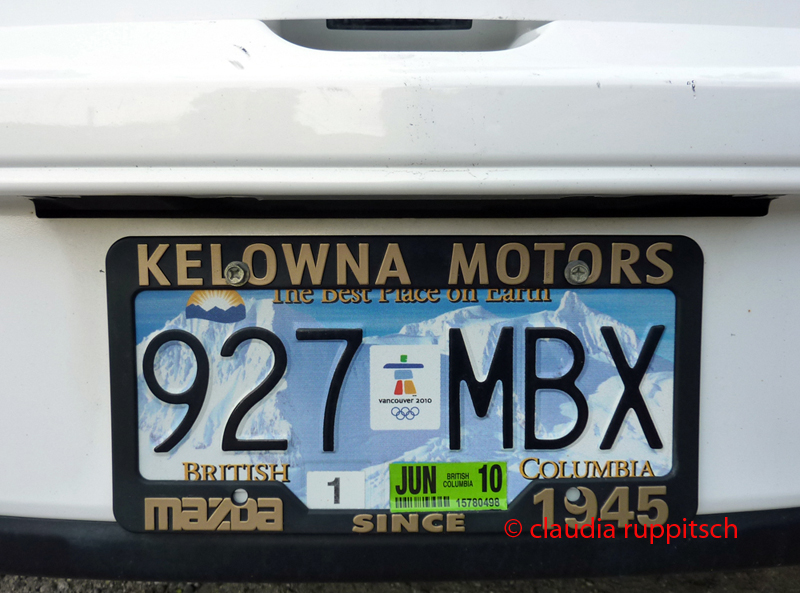 KELOWNA MOTORS
The Best Place on Earth
927 MBX
vancouver 2010
BRITISH COLUMBIA
1 JUN BRITISH COLUMBIA 10
15780498
mazda SINCE 1945
© claudia ruppitsch